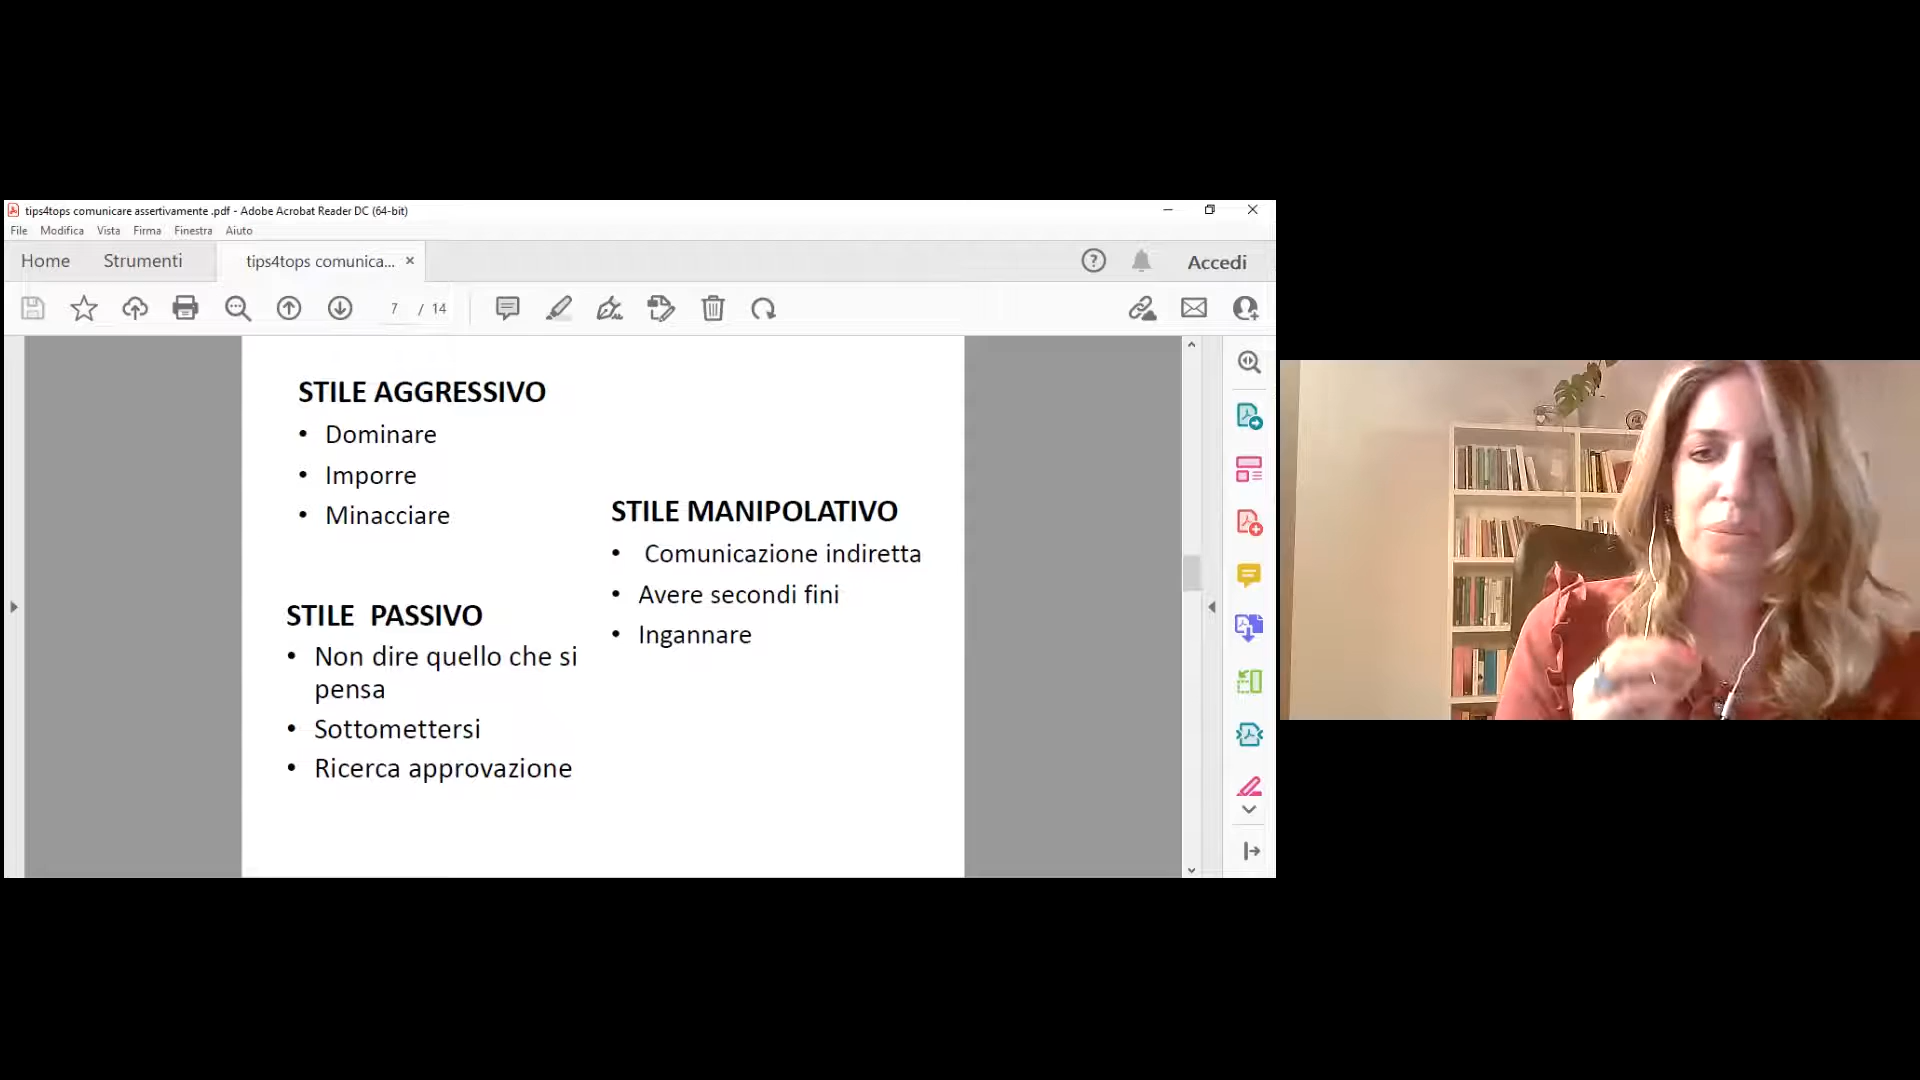 tips4tops comunicare assertivamente .pdf - Adobe Acrobat Reader DC (64-bit)
File Modifica Vista Firma Finestra Aiuto
Home Strumenti tips4tops comunica... Accedi
7 / 14
STILE AGGRESSIVO
• Dominare
• Imporre
• Minacciare
STILE PASSIVO
• Non dire quello che si
pensa
• Sottomettersi
• Ricerca approvazione
STILE MANIPOLATIVO
• Comunicazione indiretta
• Avere secondi fini
• Ingannare